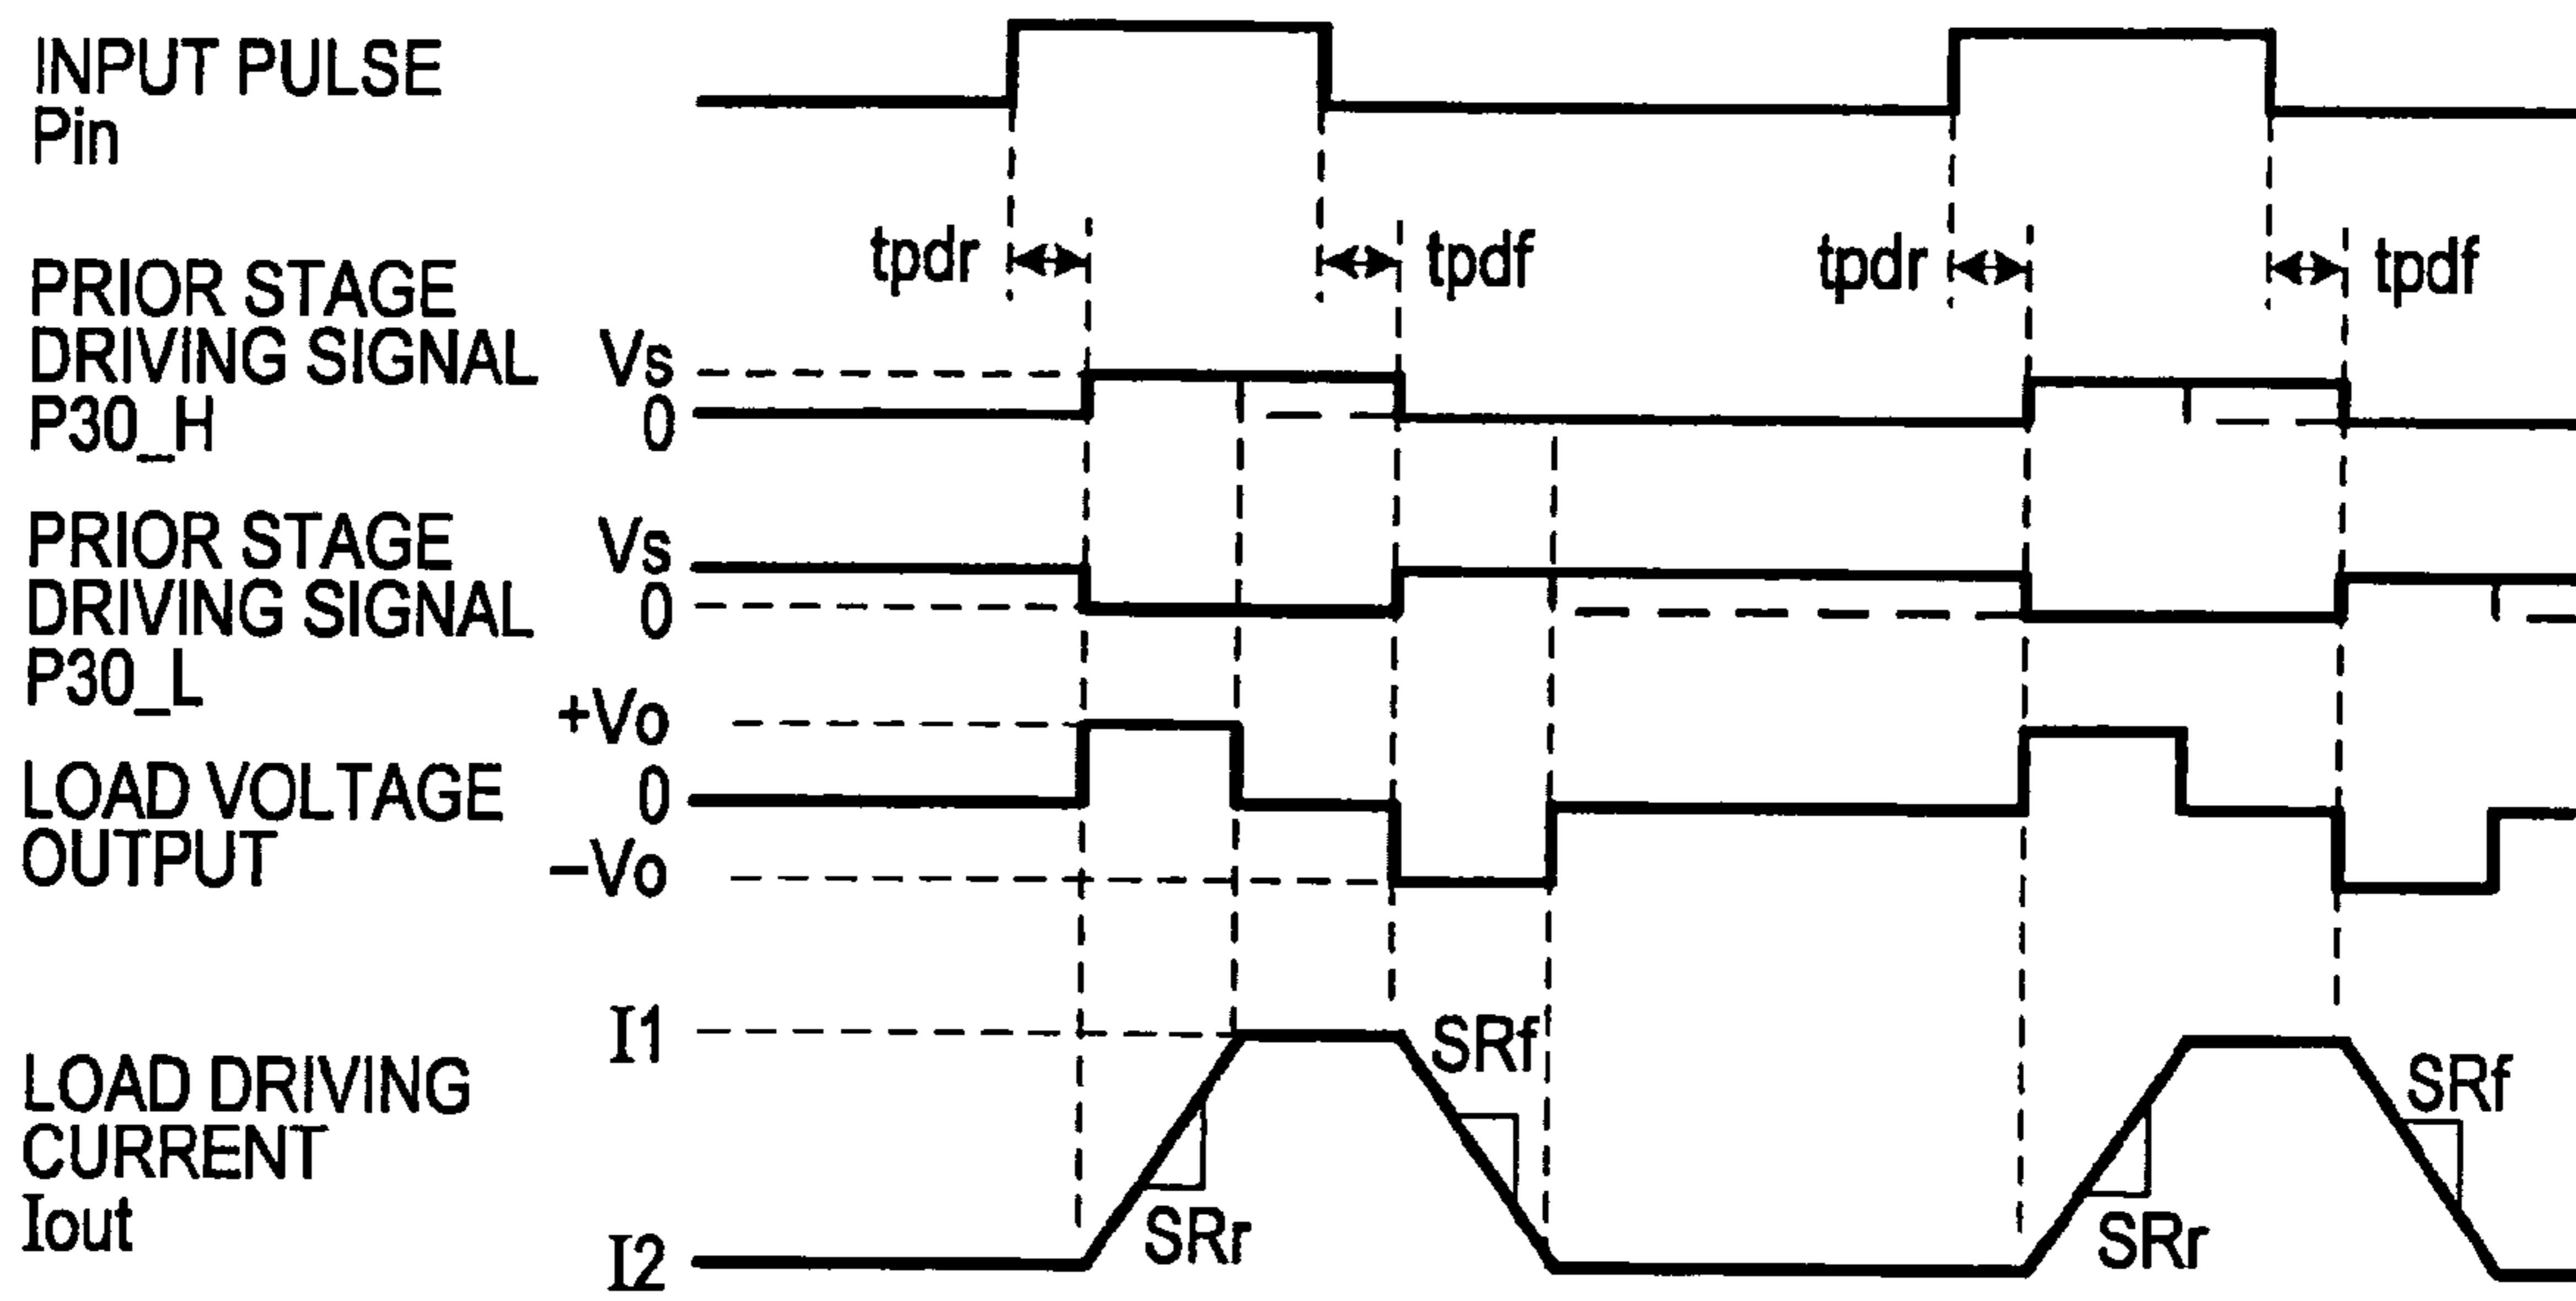 INPUT PULSE
Pin
tpdr
tpdf
tpdr
tpdf
PRIOR STAGE
DRIVING SIGNAL
P30_H
Vs
0
PRIOR STAGE
DRIVING SIGNAL
P30_L
Vs
0
LOAD VOLTAGE
OUTPUT
+Vo
0
−Vo
LOAD DRIVING
CURRENT
Iout
I1
I2
SRr
SRf
SRr
SRf